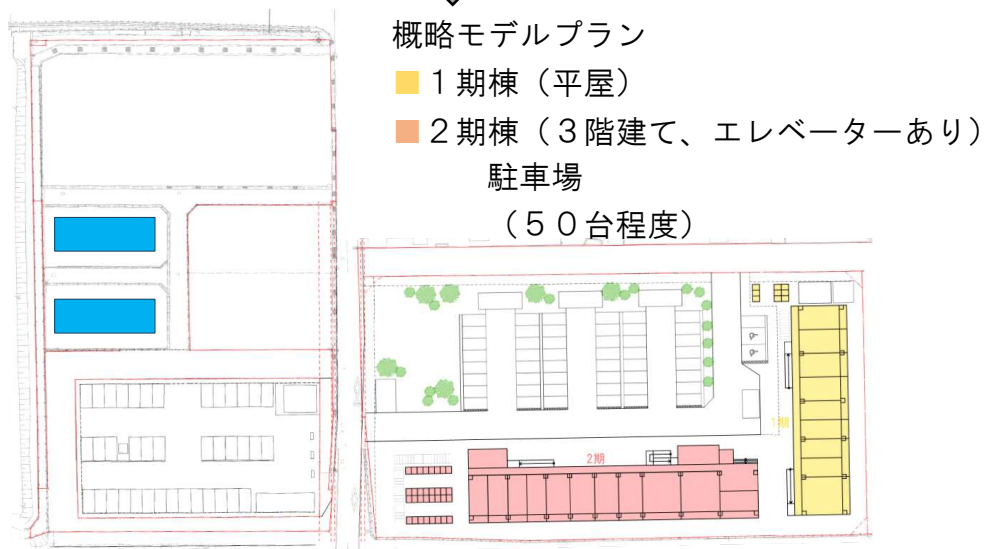 概略モデルプラン
１期棟（平屋）
２期棟（３階建て、エレベーターあり）
駐車場
（５０台程度）
1期
2期